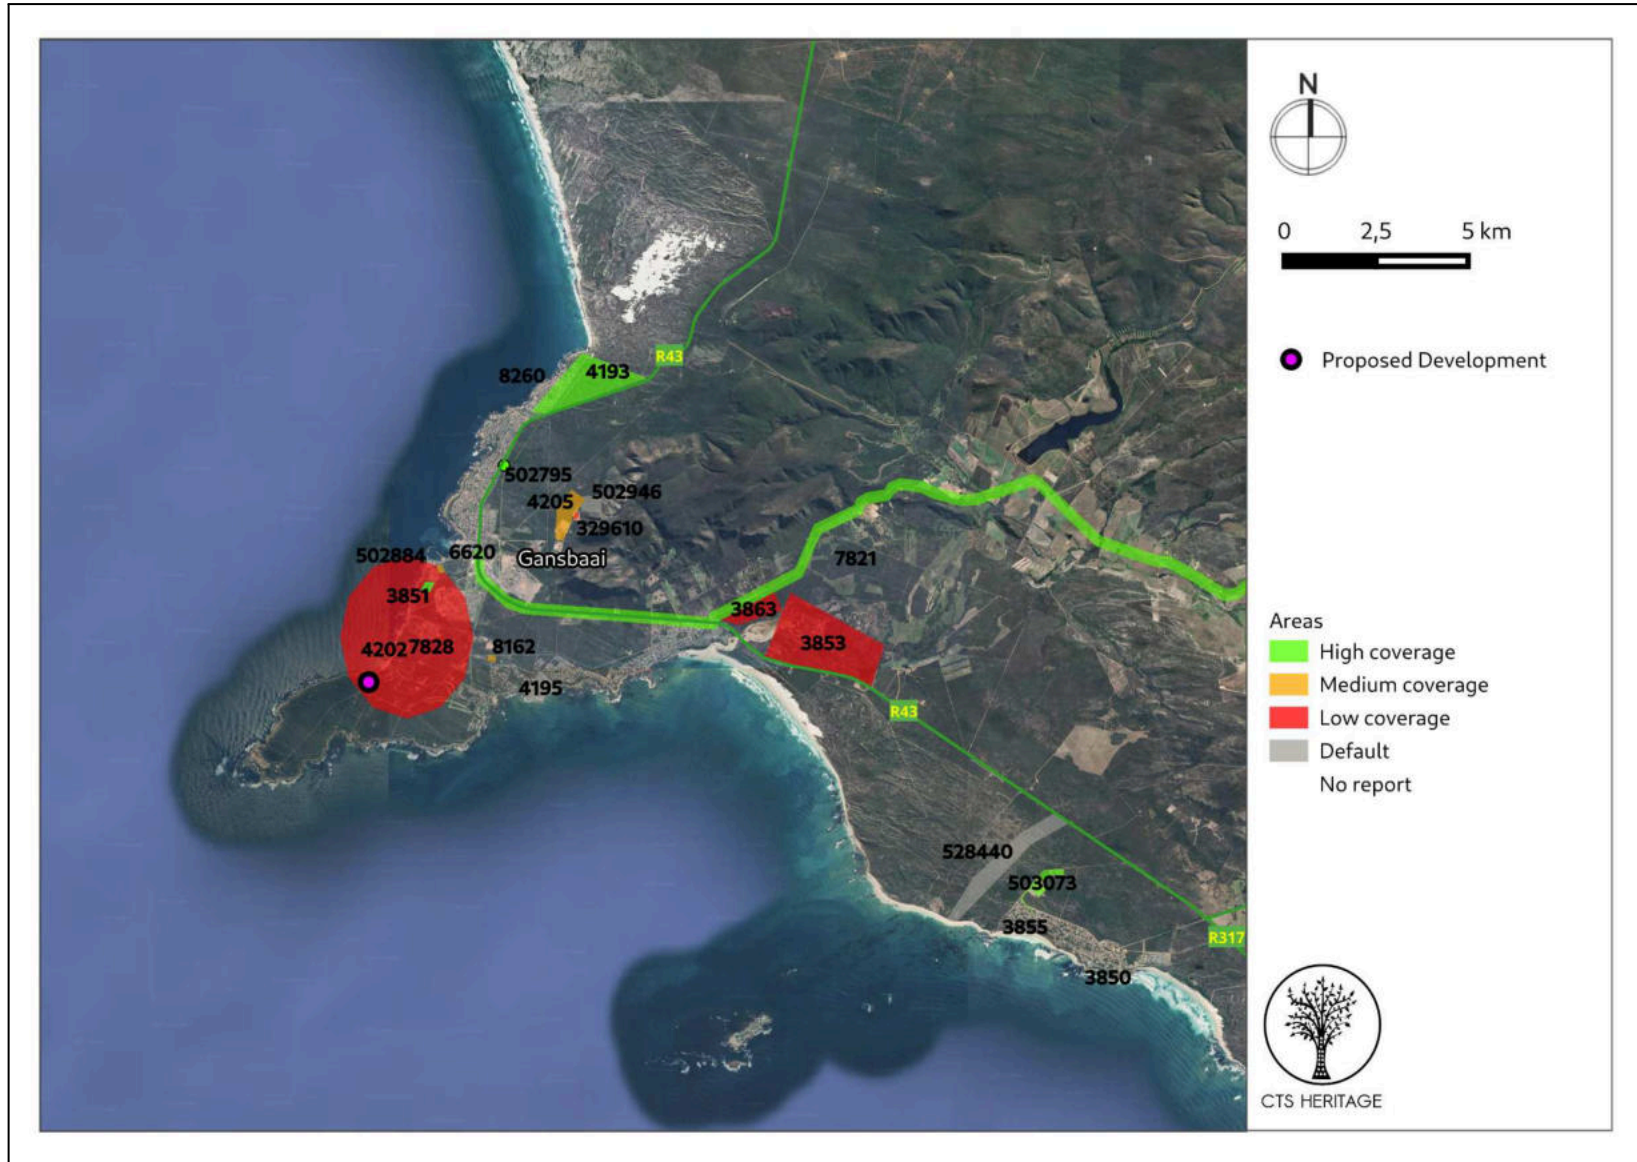 N
0 2,5 5 km
Proposed Development
R43
8260
4193
502795
502946
4205
329610
502884
6620
Gansbaai
7821
3851
3863
3853
4202
7828
8162
4195
R43
528440
503073
3855
R317
3850
Areas
High coverage
Medium coverage
Low coverage
Default
No report
CTS HERITAGE